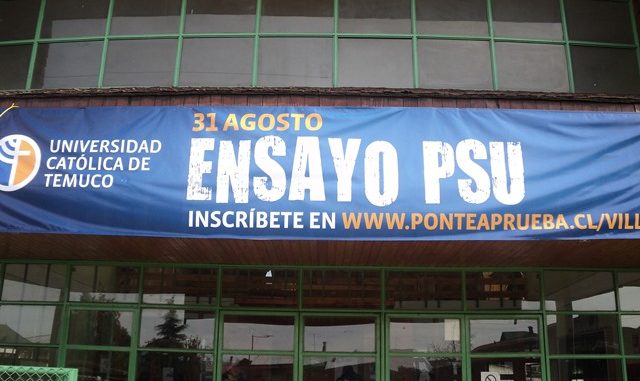 31 AGOSTO
UNIVERSIDAD
CATÓLICA DE
TEMUCO
ENSAYO PSU
INSCRÍBETE EN WWW.PONTEAPRUEBA.CL/VILL